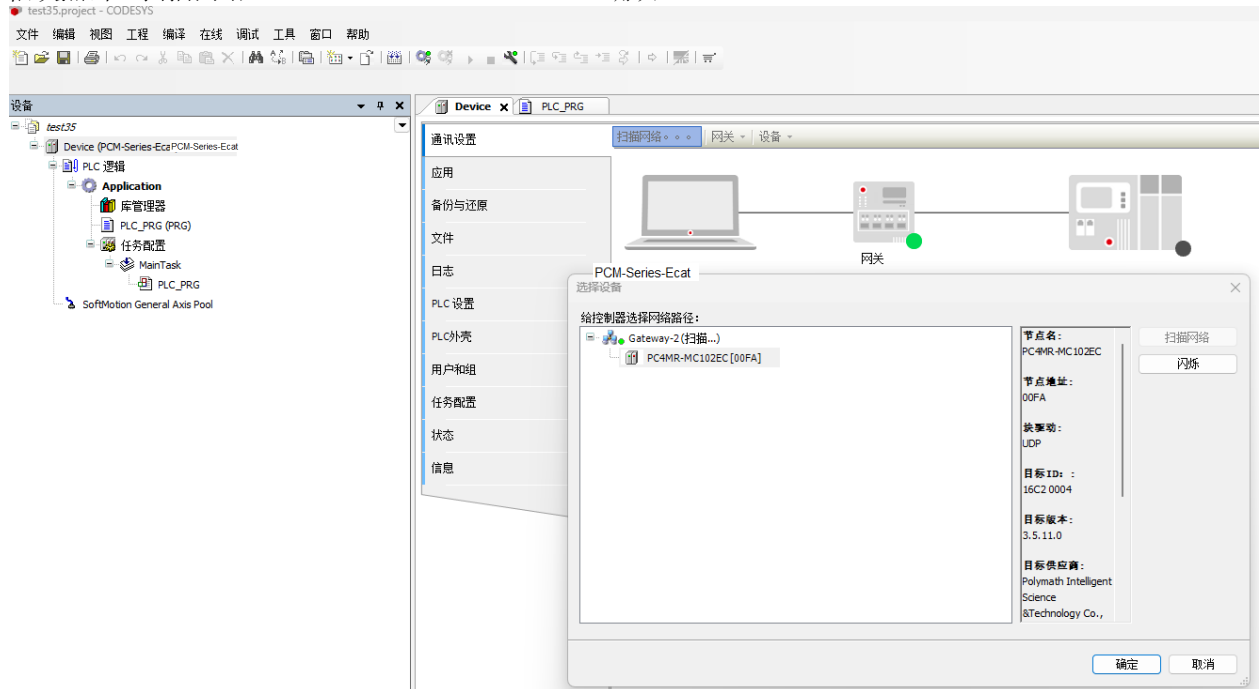 test35.project - CODESYS
文件 编辑 视图 工程 编译 在线 调试 工具 窗口 帮助
设备
test35
Device (PCM-Series-EcaPCM-Series-Ecat
PLC 逻辑
Application
库管理器
PLC_PRG (PRG)
任务配置
MainTask
PLC_PRG
SoftMotion General Axis Pool
Device PLC_PRG
通讯设置
应用
备份与还原
文件
日志
PLC 设置
PLC外壳
用户和组
任务配置
状态
信息
扫描网络。。。 网关 设备
网关
PCM-Series-Ecat
选择设备
给控制器选择网络路径：
Gateway-2(扫描...)
PC4MR-MC102EC [00FA]
节点名：
PC4MR-MC102EC
节点地址：
00FA
块驱动：
UDP
目标ID: :
16C2 0004
目标版本：
3.5.11.0
目标供应商：
Polymath Intelligent
Science
&Technology Co.,
扫描网络
闪烁
确定 取消